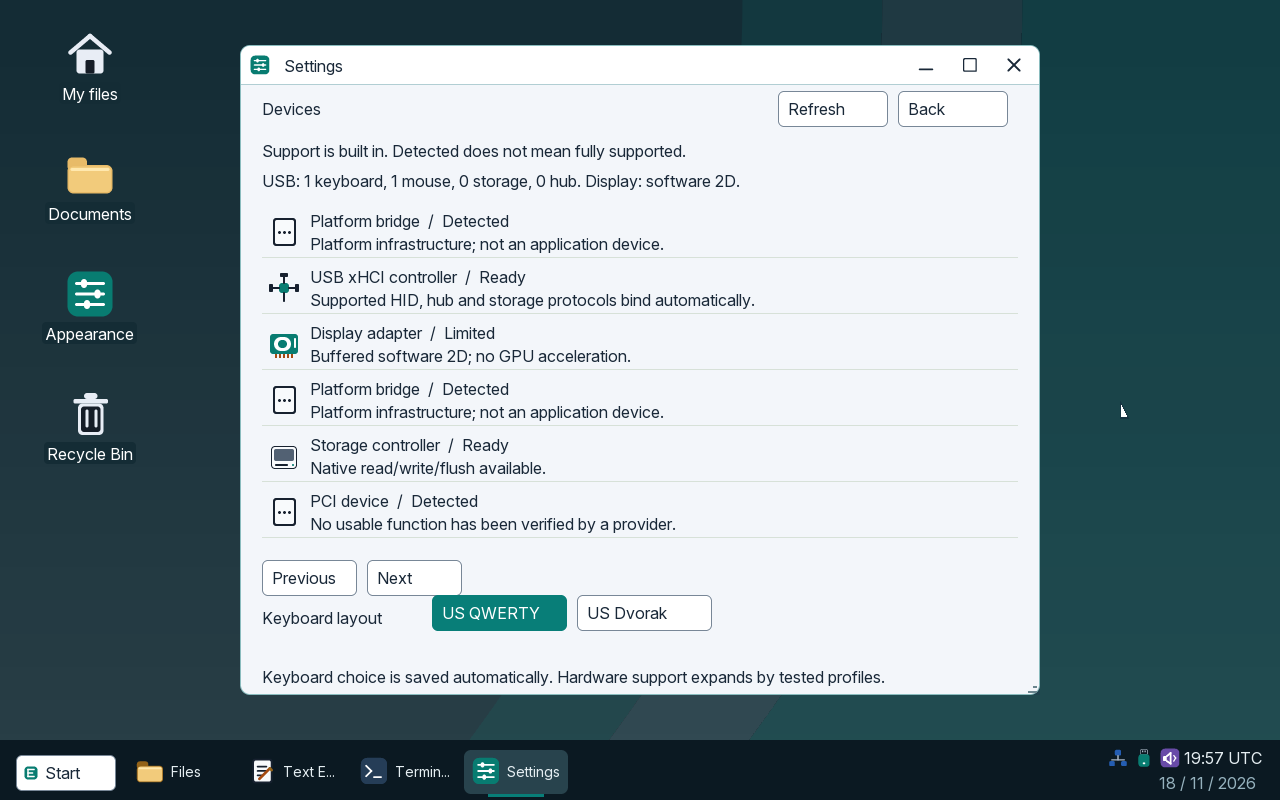 My files
Documents
Appearance
Recycle Bin
Settings
Devices
Refresh
Back
Support is built in. Detected does not mean fully supported.
USB: 1 keyboard, 1 mouse, 0 storage, 0 hub. Display: software 2D.
Platform bridge / Detected
Platform infrastructure; not an application device.
USB xHCI controller / Ready
Supported HID, hub and storage protocols bind automatically.
Display adapter / Limited
Buffered software 2D; no GPU acceleration.
Platform bridge / Detected
Platform infrastructure; not an application device.
Storage controller / Ready
Native read/write/flush available.
PCI device / Detected
No usable function has been verified by a provider.
Previous
Next
Keyboard layout
US QWERTY
US Dvorak
Keyboard choice is saved automatically. Hardware support expands by tested profiles.
Start
Files
Text E...
Termin...
Settings
19:57 UTC
18 / 11 / 2026